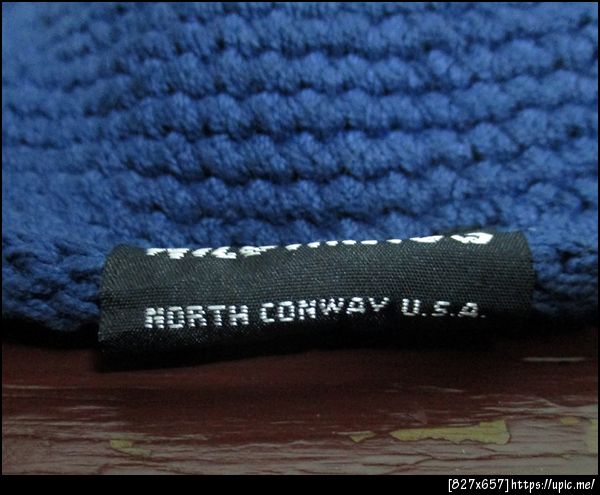 NORTH CONWAY U.S.A.
[827x657]https://upic.me/